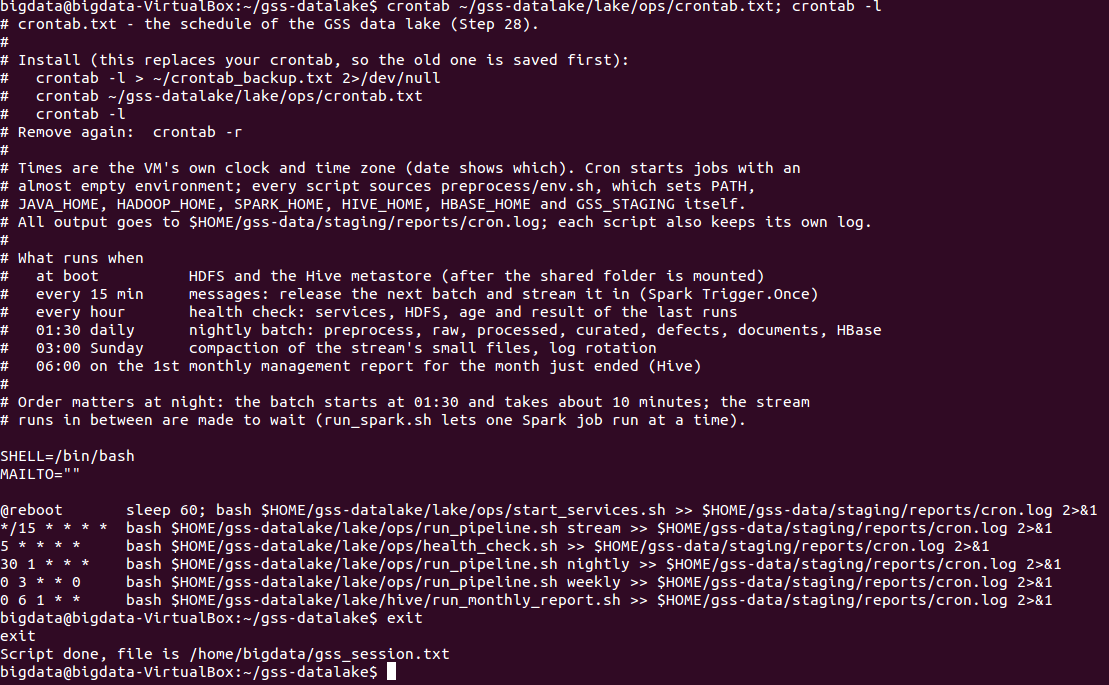 bigdata@bigdata-VirtualBox:~/gss-datalake$ crontab ~/gss-datalake/lake/ops/crontab.txt; crontab -l
# crontab.txt - the schedule of the GSS data lake (Step 28).
#
# Install (this replaces your crontab, so the old one is saved first):
#   crontab -l > ~/crontab_backup.txt 2>/dev/null
#   crontab ~/gss-datalake/lake/ops/crontab.txt
#   crontab -l
# Remove again:  crontab -r
#
# Times are the VM's own clock and time zone (date shows which). Cron starts jobs with an
# almost empty environment; every script sources preprocess/env.sh, which sets PATH,
# JAVA_HOME, HADOOP_HOME, SPARK_HOME, HIVE_HOME, HBASE_HOME and GSS_STAGING itself.
# All output goes to $HOME/gss-data/staging/reports/cron.log; each script also keeps its own log.
#
# What runs when
#   at boot          HDFS and the Hive metastore (after the shared folder is mounted)
#   every 15 min     messages: release the next batch and stream it in (Spark Trigger.Once)
#   every hour       health check: services, HDFS, age and result of the last runs
#   01:30 daily      nightly batch: preprocess, raw, processed, curated, defects, documents, HBase
#   03:00 Sunday     compaction of the stream's small files, log rotation
#   06:00 on the 1st monthly management report for the month just ended (Hive)
#
# Order matters at night: the batch starts at 01:30 and takes about 10 minutes; the stream
# runs in between are made to wait (run_spark.sh lets one Spark job run at a time).

SHELL=/bin/bash
MAILTO=""

@reboot       sleep 60; bash $HOME/gss-datalake/lake/ops/start_services.sh >> $HOME/gss-data/staging/reports/cron.log 2>&1
*/15 * * * *  bash $HOME/gss-datalake/lake/ops/run_pipeline.sh stream >> $HOME/gss-data/staging/reports/cron.log 2>&1
5 * * * *     bash $HOME/gss-datalake/lake/ops/health_check.sh >> $HOME/gss-data/staging/reports/cron.log 2>&1
30 1 * * *    bash $HOME/gss-datalake/lake/ops/run_pipeline.sh nightly >> $HOME/gss-data/staging/reports/cron.log 2>&1
0 3 * * 0     bash $HOME/gss-datalake/lake/ops/run_pipeline.sh weekly >> $HOME/gss-data/staging/reports/cron.log 2>&1
0 6 1 * *     bash $HOME/gss-datalake/lake/hive/run_monthly_report.sh >> $HOME/gss-data/staging/reports/cron.log 2>&1
bigdata@bigdata-VirtualBox:~/gss-datalake$ exit
exit
Script done, file is /home/bigdata/gss_session.txt
bigdata@bigdata-VirtualBox:~/gss-datalake$